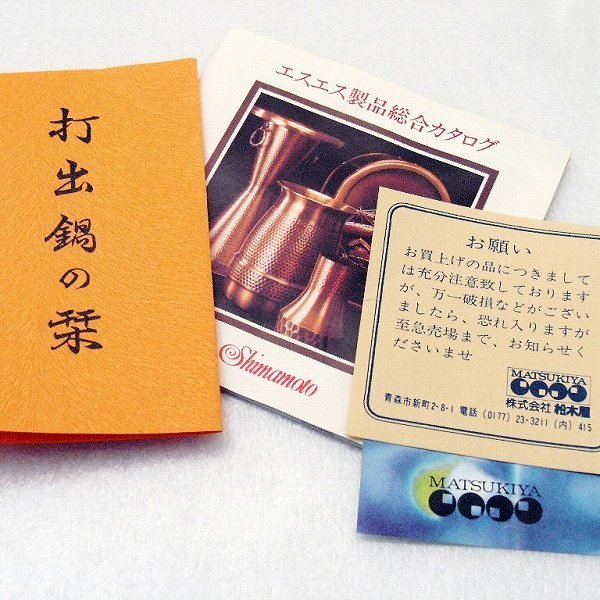 打出鍋の栞
エスエス製品総合カタログ
Shimamoto
お願い
お買上げの品につきまして
は充分注意致しております
が、万一破損などがござい
ましたら、恐れ入りますが
至急売場まで、お知らせく
ださいませ
MATSUKIYA
株式会社 松木屋
青森市新町2-8-1 電話 (0177) 23-3211 (内) 415
MATSUKIYA